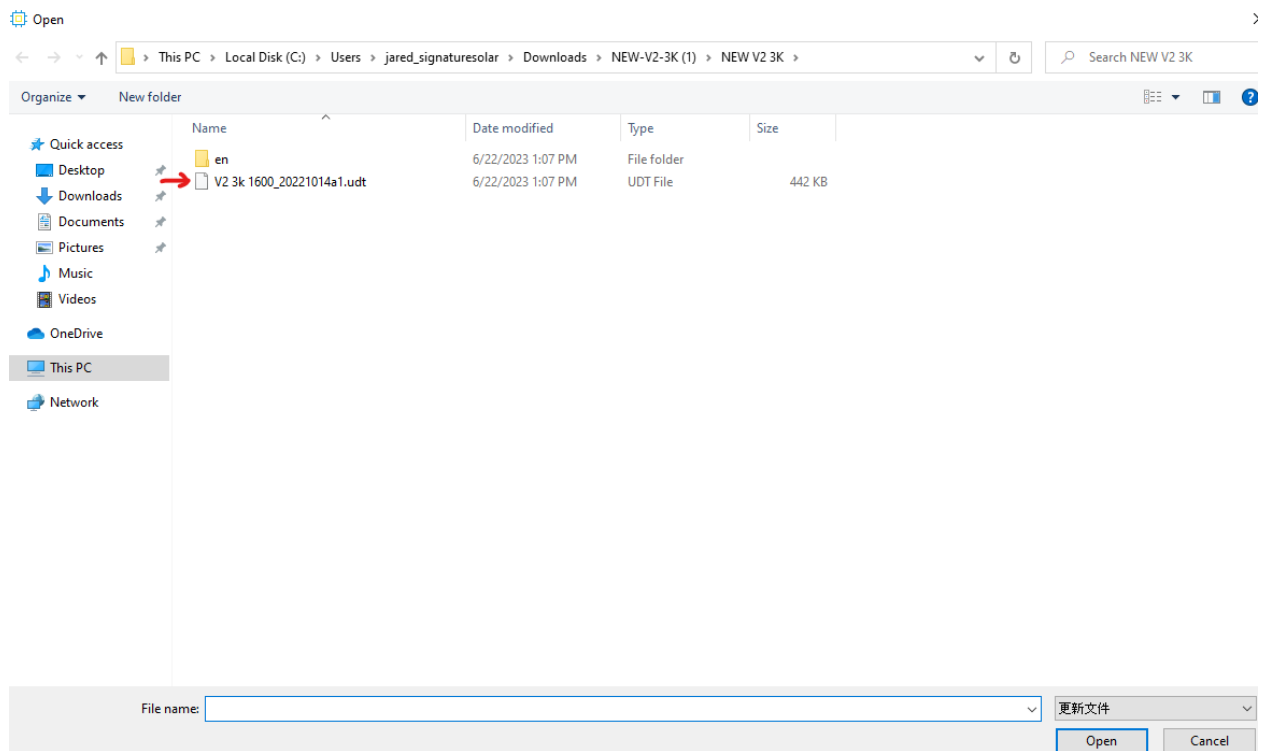 Open
This PC > Local Disk (C:) > Users > jared_signaturesolar > Downloads > NEW-V2-3K (1) > NEW V2 3K >
Search NEW V2 3K
Organize
New folder
Name
Date modified
Type
Size
Quick access
Desktop
Downloads
Documents
Pictures
Music
Videos
OneDrive
This PC
Network
en 6/22/2023 1:07 PM File folder
V2 3k 1600_20221014a1.udt 6/22/2023 1:07 PM UDT File 442 KB
File name:
更新文件
Open
Cancel